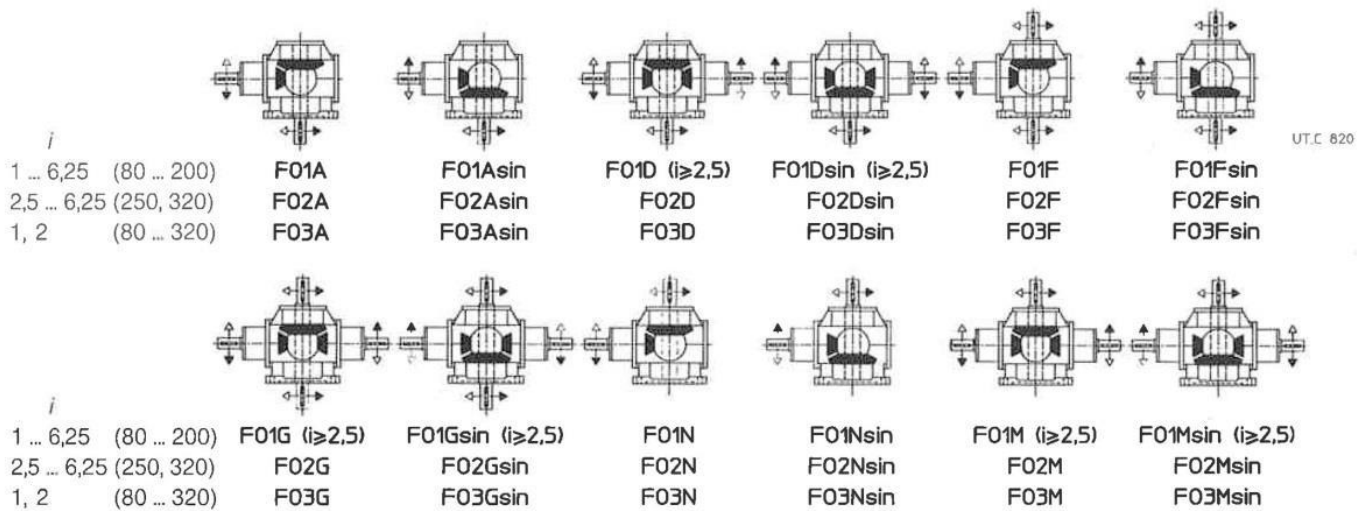 UT.C 820
i
1 ... 6,25 (80 ... 200) F01A F01Asin F01D (i≥2,5) F01Dsin (i≥2,5) F01F F01Fsin
2,5 ... 6,25 (250, 320) F02A F02Asin F02D F02Dsin F02F F02Fsin
1, 2 (80 ... 320) F03A F03Asin F03D F03Dsin F03F F03Fsin
i
1 ... 6,25 (80 ... 200) F01G (i≥2,5) F01Gsin (i≥2,5) F01N F01Nsin F01M (i≥2,5) F01Msin (i≥2,5)
2,5 ... 6,25 (250, 320) F02G F02Gsin F02N F02Nsin F02M F02Msin
1, 2 (80 ... 320) F03G F03Gsin F03N F03Nsin F03M F03Msin